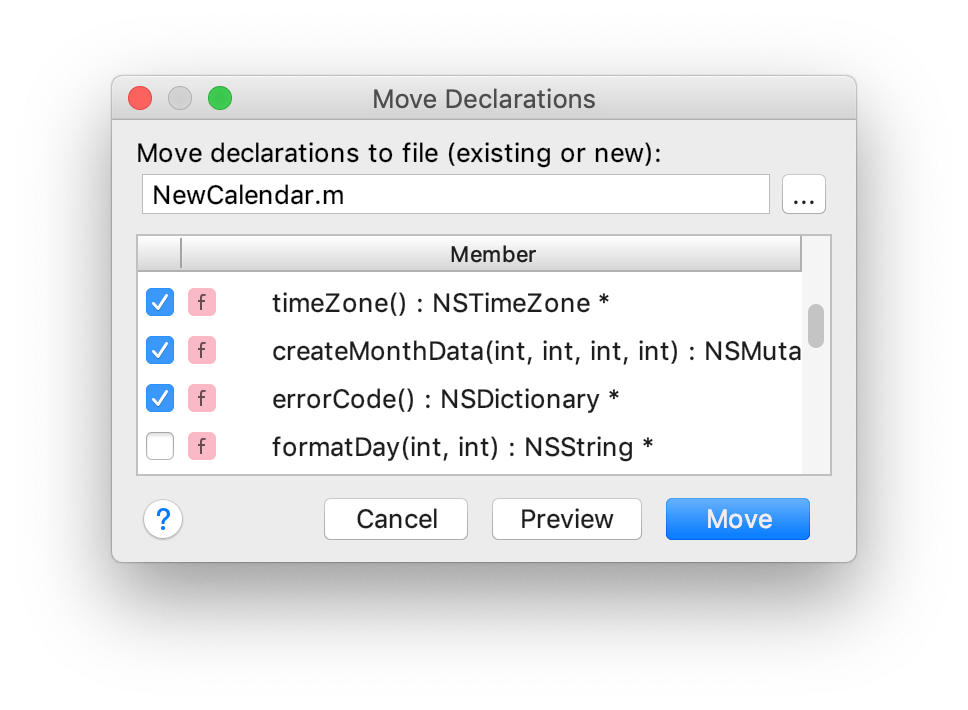 Move Declarations
Move declarations to file (existing or new):
NewCalendar.m
...
Member
f timeZone() : NSTimeZone *
f createMonthData(int, int, int, int) : NSMuta
f errorCode() : NSDictionary *
f formatDay(int, int) : NSString *
? Cancel Preview Move